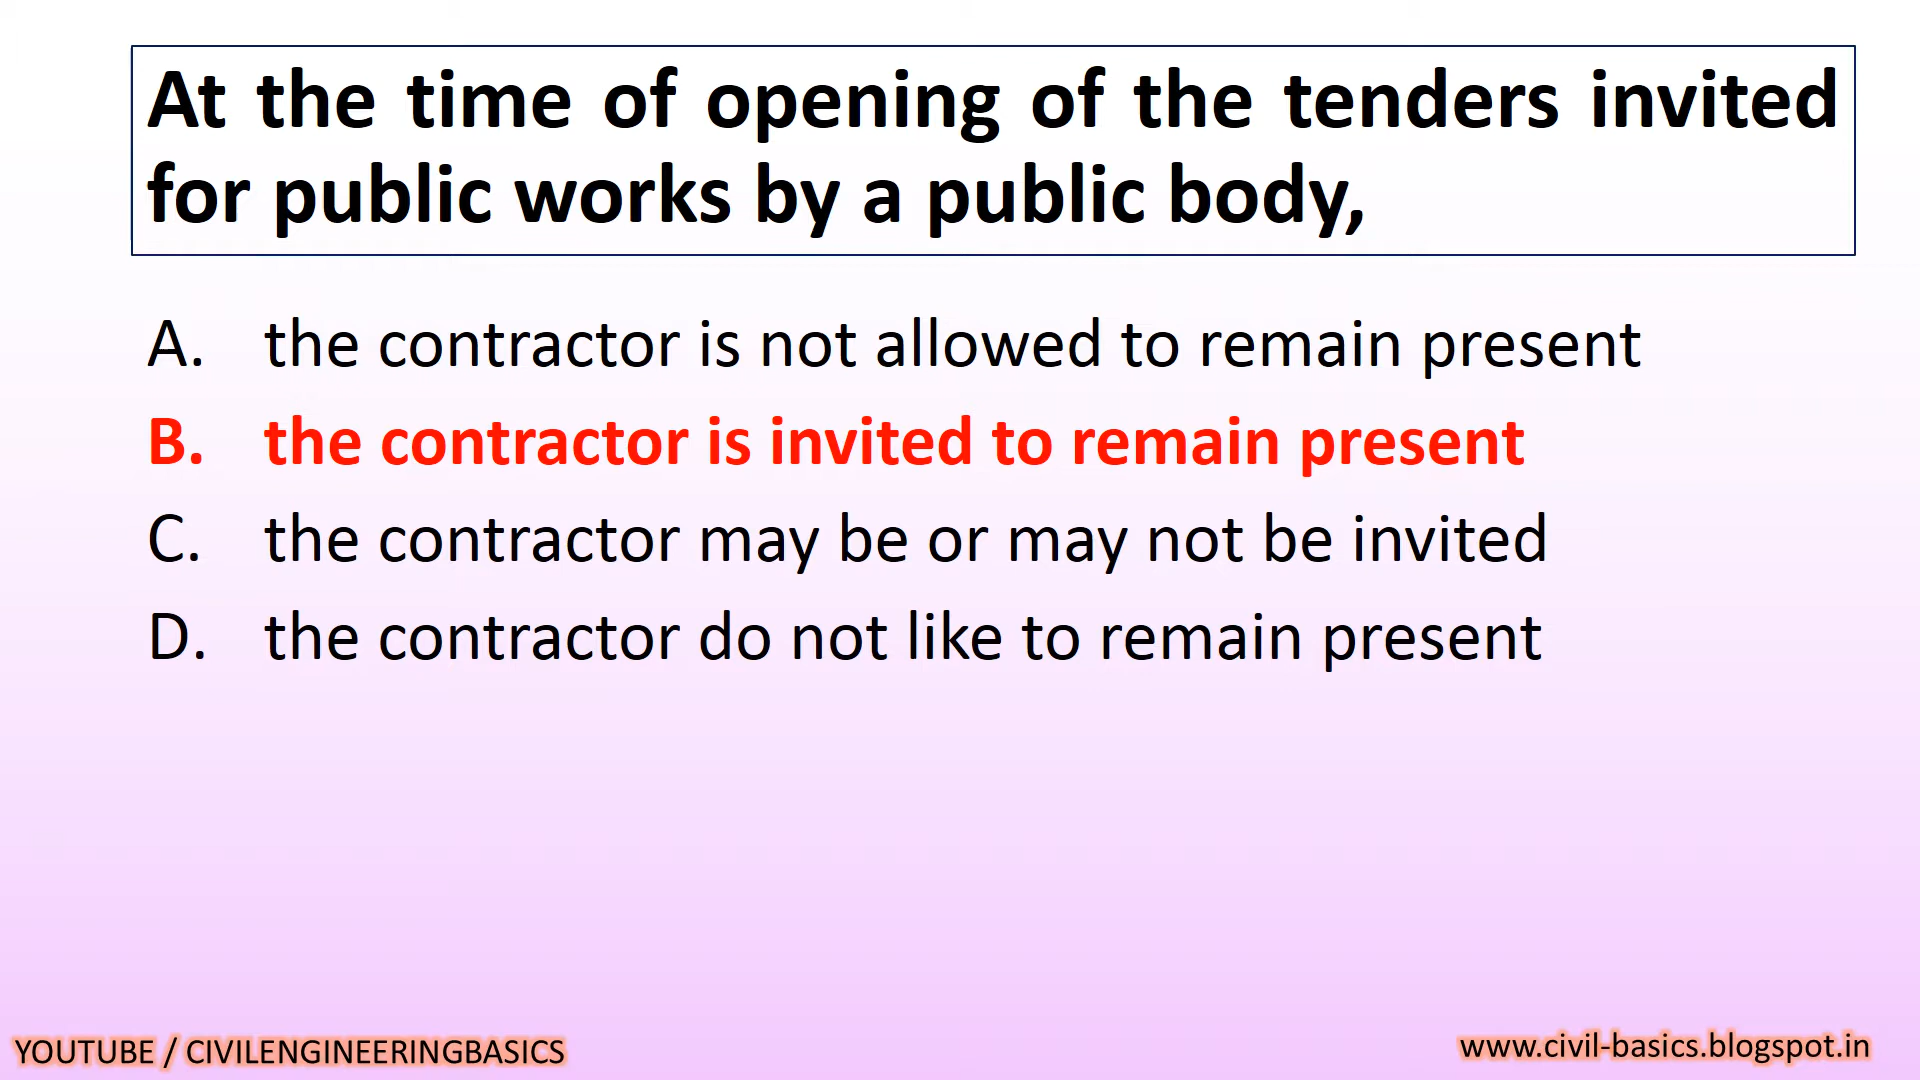 At the time of opening of the tenders invited
for public works by a public body,
A. the contractor is not allowed to remain present
B. the contractor is invited to remain present
C. the contractor may be or may not be invited
D. the contractor do not like to remain present
YOUTUBE / CIVILENGINEERINGBASICS
www.civil-basics.blogspot.in